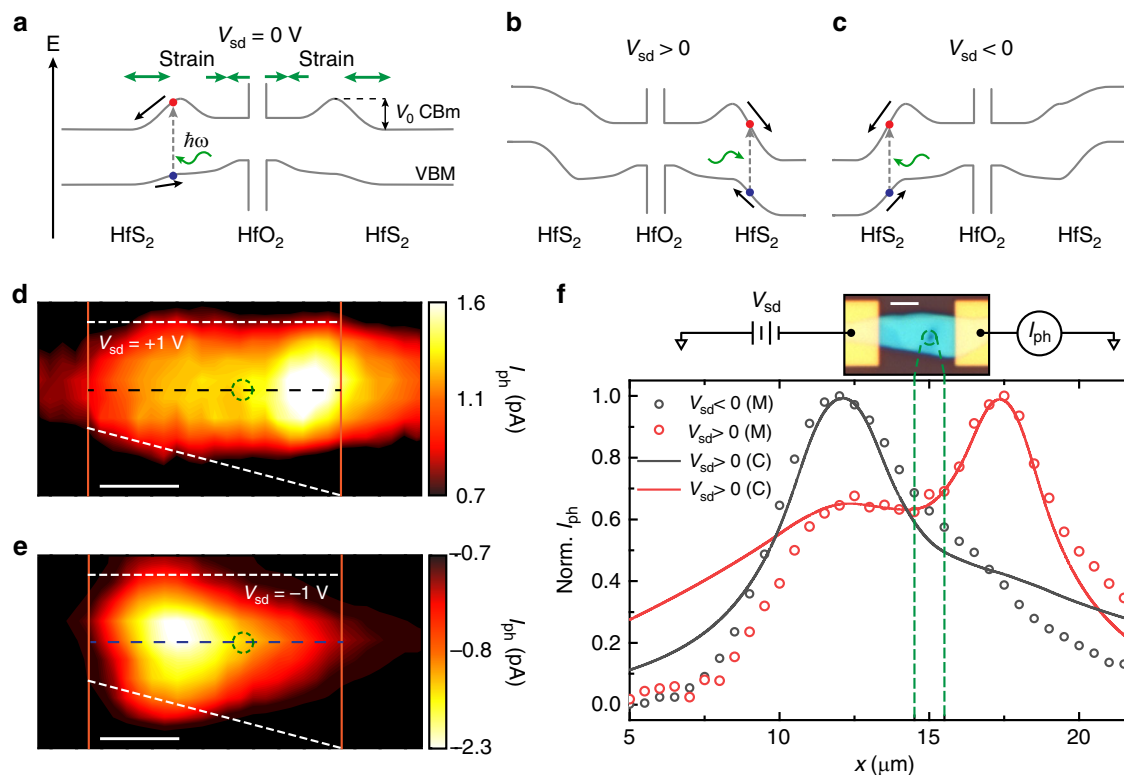 a
E
V_sd = 0 V
Strain
Strain
V_0 CBm
ħω
VBM
HfS_2
HfO_2
HfS_2
b
V_sd > 0
HfS_2
HfO_2
HfS_2
c
V_sd < 0
HfS_2
HfO_2
HfS_2
d
V_sd = +1 V
1.6
1.1
0.7
I_ph (pA)
e
V_sd = −1 V
−0.7
−0.8
−2.3
I_ph (pA)
f
V_sd
I_ph
V_sd < 0 (M)
V_sd > 0 (M)
V_sd > 0 (C)
V_sd > 0 (C)
Norm. I_ph
1.0
0.8
0.6
0.4
0.2
0.0
5
10
15
20
x (μm)